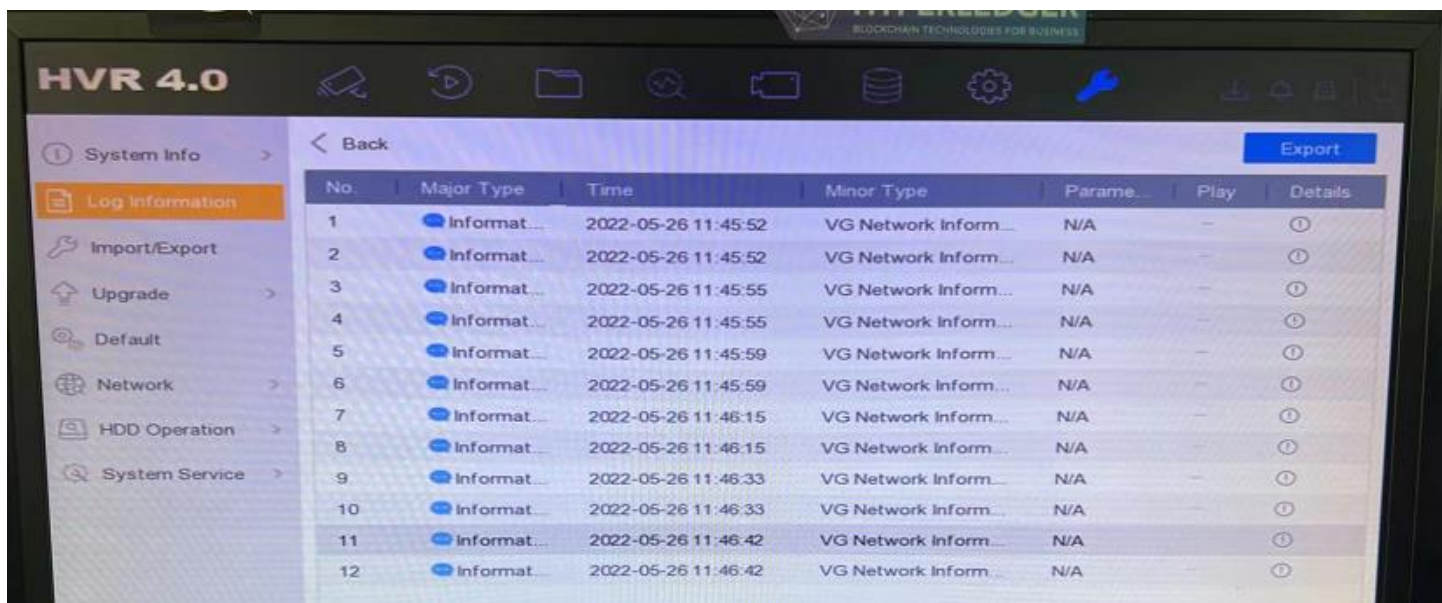 BLOCKCHAIN TECHNOLOGIES FOR BUSINESS
HVR 4.0
Back
Export
System Info
Log Information
Import/Export
Upgrade
Default
Network
HDD Operation
System Service
No. Major Type Time Minor Type Parame... Play Details
1 Informat... 2022-05-26 11:45:52 VG Network Inform... N/A —
2 Informat... 2022-05-26 11:45:52 VG Network Inform... N/A —
3 Informat... 2022-05-26 11:45:55 VG Network Inform... N/A —
4 Informat... 2022-05-26 11:45:55 VG Network Inform... N/A —
5 Informat... 2022-05-26 11:45:59 VG Network Inform... N/A —
6 Informat... 2022-05-26 11:45:59 VG Network Inform... N/A —
7 Informat... 2022-05-26 11:46:15 VG Network Inform... N/A —
8 Informat... 2022-05-26 11:46:15 VG Network Inform... N/A —
9 Informat... 2022-05-26 11:46:33 VG Network Inform... N/A —
10 Informat... 2022-05-26 11:46:33 VG Network Inform... N/A —
11 Informat... 2022-05-26 11:46:42 VG Network Inform... N/A
12 Informat... 2022-05-26 11:46:42 VG Network Inform... N/A